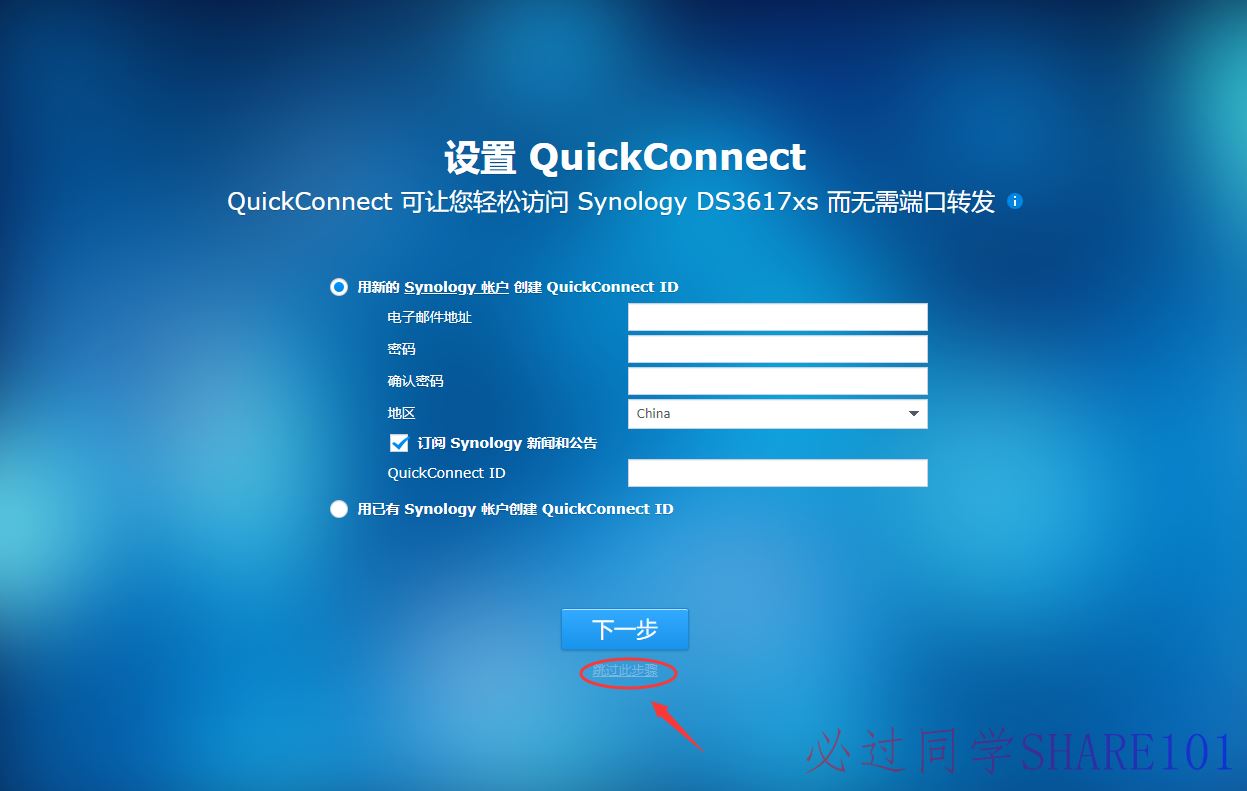 设置 QuickConnect
QuickConnect 可让您轻松访问 Synology DS3617xs 而无需端口转发
用新的 Synology 帐户 创建 QuickConnect ID
电子邮件地址
密码
确认密码
地区 China
订阅 Synology 新闻和公告
QuickConnect ID
用已有 Synology 帐户创建 QuickConnect ID
下一步
跳过此步骤
必过同学SHARE101